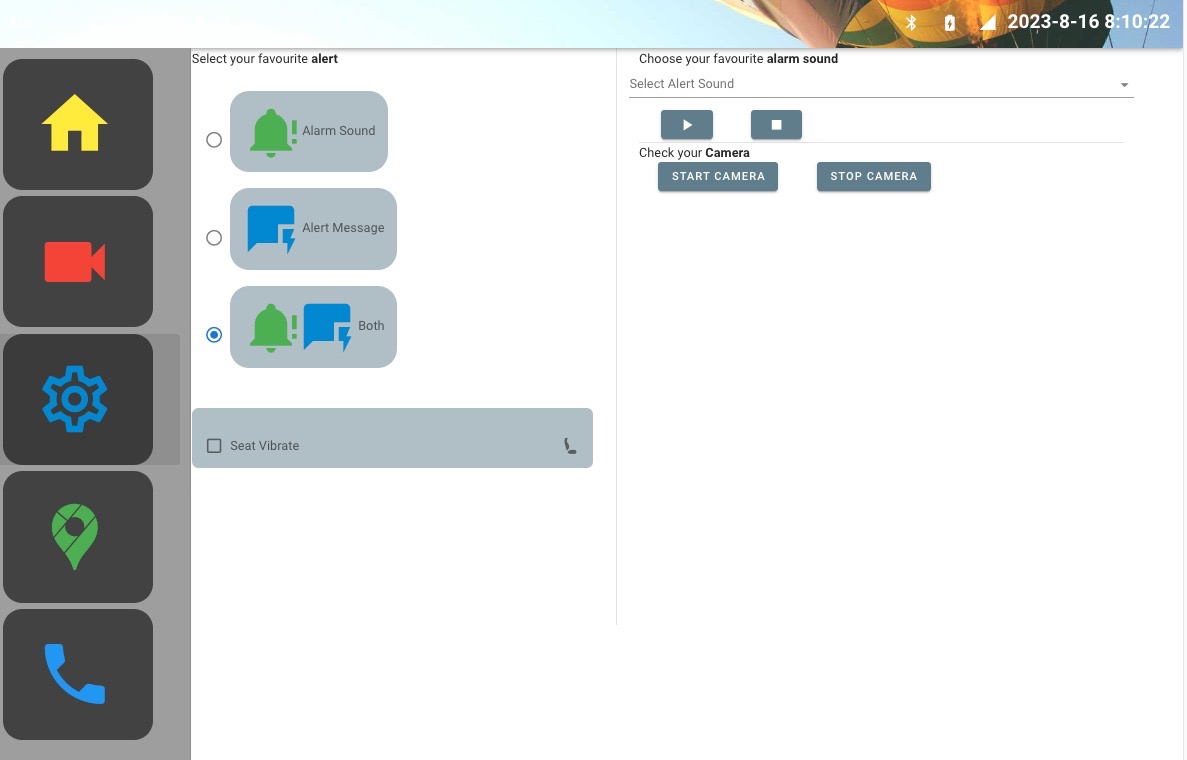 2023-8-16 8:10:22
Select your favourite alert
Alarm Sound
Alert Message
Both
Seat Vibrate
Choose your favourite alarm sound
Select Alert Sound
Check your Camera
START CAMERA
STOP CAMERA